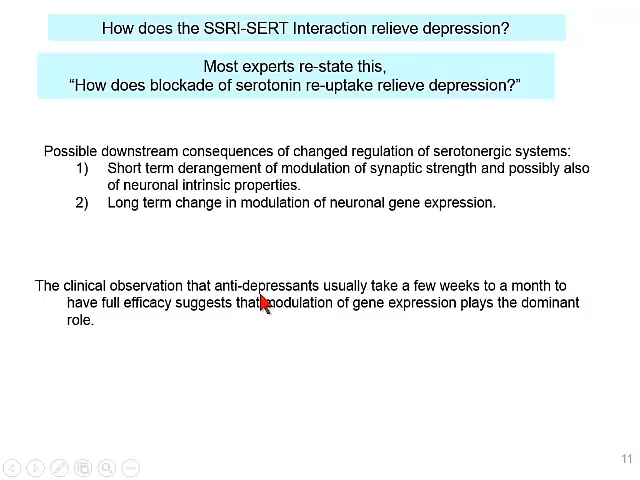 How does the SSRI-SERT Interaction relieve depression?
Most experts re-state this,
“How does blockade of serotonin re-uptake relieve depression?”
Possible downstream consequences of changed regulation of serotonergic systems:
1) Short term derangement of modulation of synaptic strength and possibly also
of neuronal intrinsic properties.
2) Long term change in modulation of neuronal gene expression.
The clinical observation that anti-depressants usually take a few weeks to a month to
have full efficacy suggests that modulation of gene expression plays the dominant
role.
11